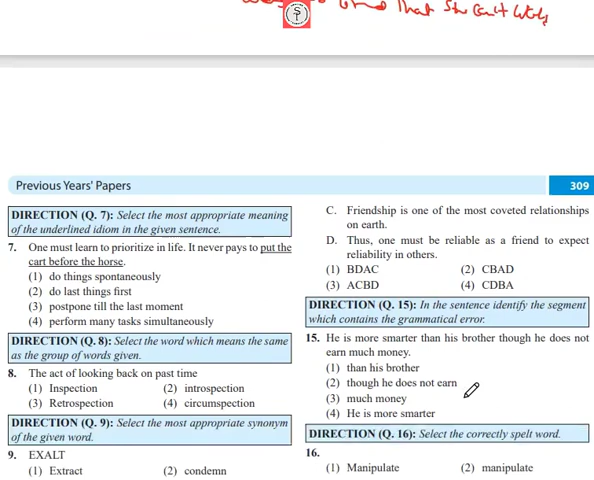 That She Can't
Previous Years' Papers
309
DIRECTION (Q. 7): Select the most appropriate meaning
of the underlined idiom in the given sentence.
7. One must learn to prioritize in life. It never pays to put the
cart before the horse.
(1) do things spontaneously
(2) do last things first
(3) postpone till the last moment
(4) perform many tasks simultaneously
DIRECTION (Q. 8): Select the word which means the same
as the group of words given.
8. The act of looking back on past time
(1) Inspection (2) introspection
(3) Retrospection (4) circumspection
DIRECTION (Q. 9): Select the most appropriate synonym
of the given word.
9. EXALT
(1) Extract (2) condemn
C. Friendship is one of the most coveted relationships
on earth.
D. Thus, one must be reliable as a friend to expect
reliability in others.
(1) BDAC (2) CBAD
(3) ACBD (4) CDBA
DIRECTION (Q. 15): In the sentence identify the segment
which contains the grammatical error.
15. He is more smarter than his brother though he does not
earn much money.
(1) than his brother
(2) though he does not earn
(3) much money
(4) He is more smarter
DIRECTION (Q. 16): Select the correctly spelt word.
16.
(1) Manipulate (2) manipulate